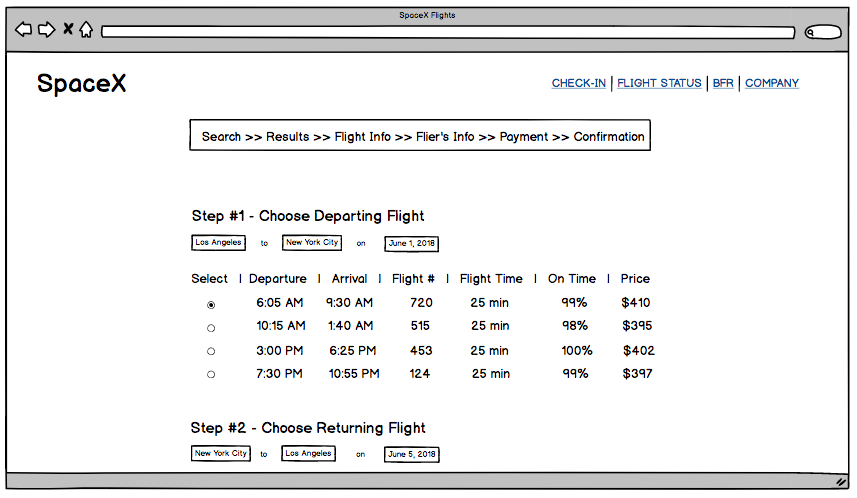 SpaceX Flights
SpaceX
CHECK-IN | FLIGHT STATUS | BFR | COMPANY
Search >> Results >> Flight Info >> Flier's Info >> Payment >> Confirmation
Step #1 - Choose Departing Flight
Los Angeles to New York City on June 1, 2018
Select | Departure | Arrival | Flight # | Flight Time | On Time | Price
6:05 AM 9:30 AM 720 25 min 99% $410
10:15 AM 1:40 AM 515 25 min 98% $395
3:00 PM 6:25 PM 453 25 min 100% $402
7:30 PM 10:55 PM 124 25 min 99% $397
Step #2 - Choose Returning Flight
New York City to Los Angeles on June 5, 2018